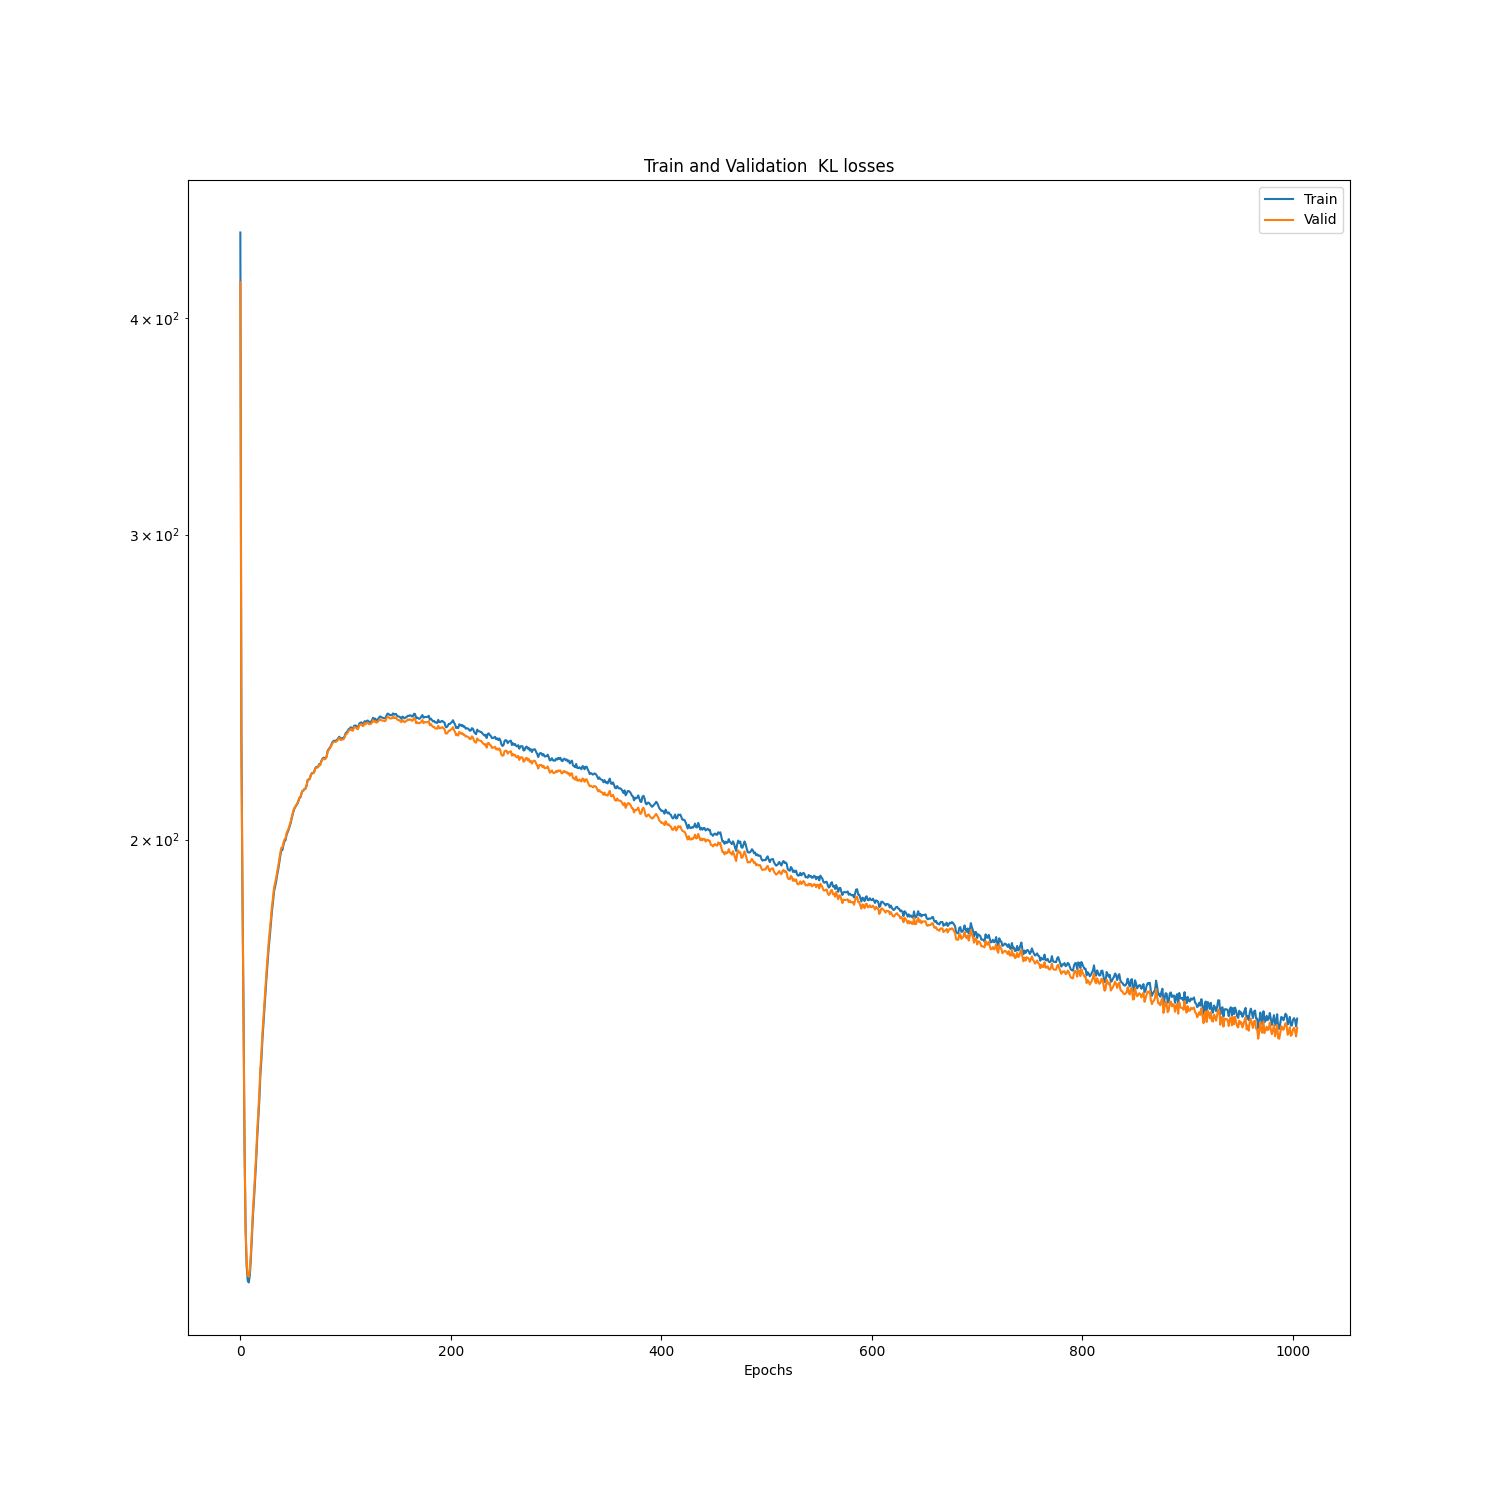 Train and Validation  KL losses
Train
Valid
4 × 10²
3 × 10²
2 × 10²
0 200 400 600 800 1000
Epochs